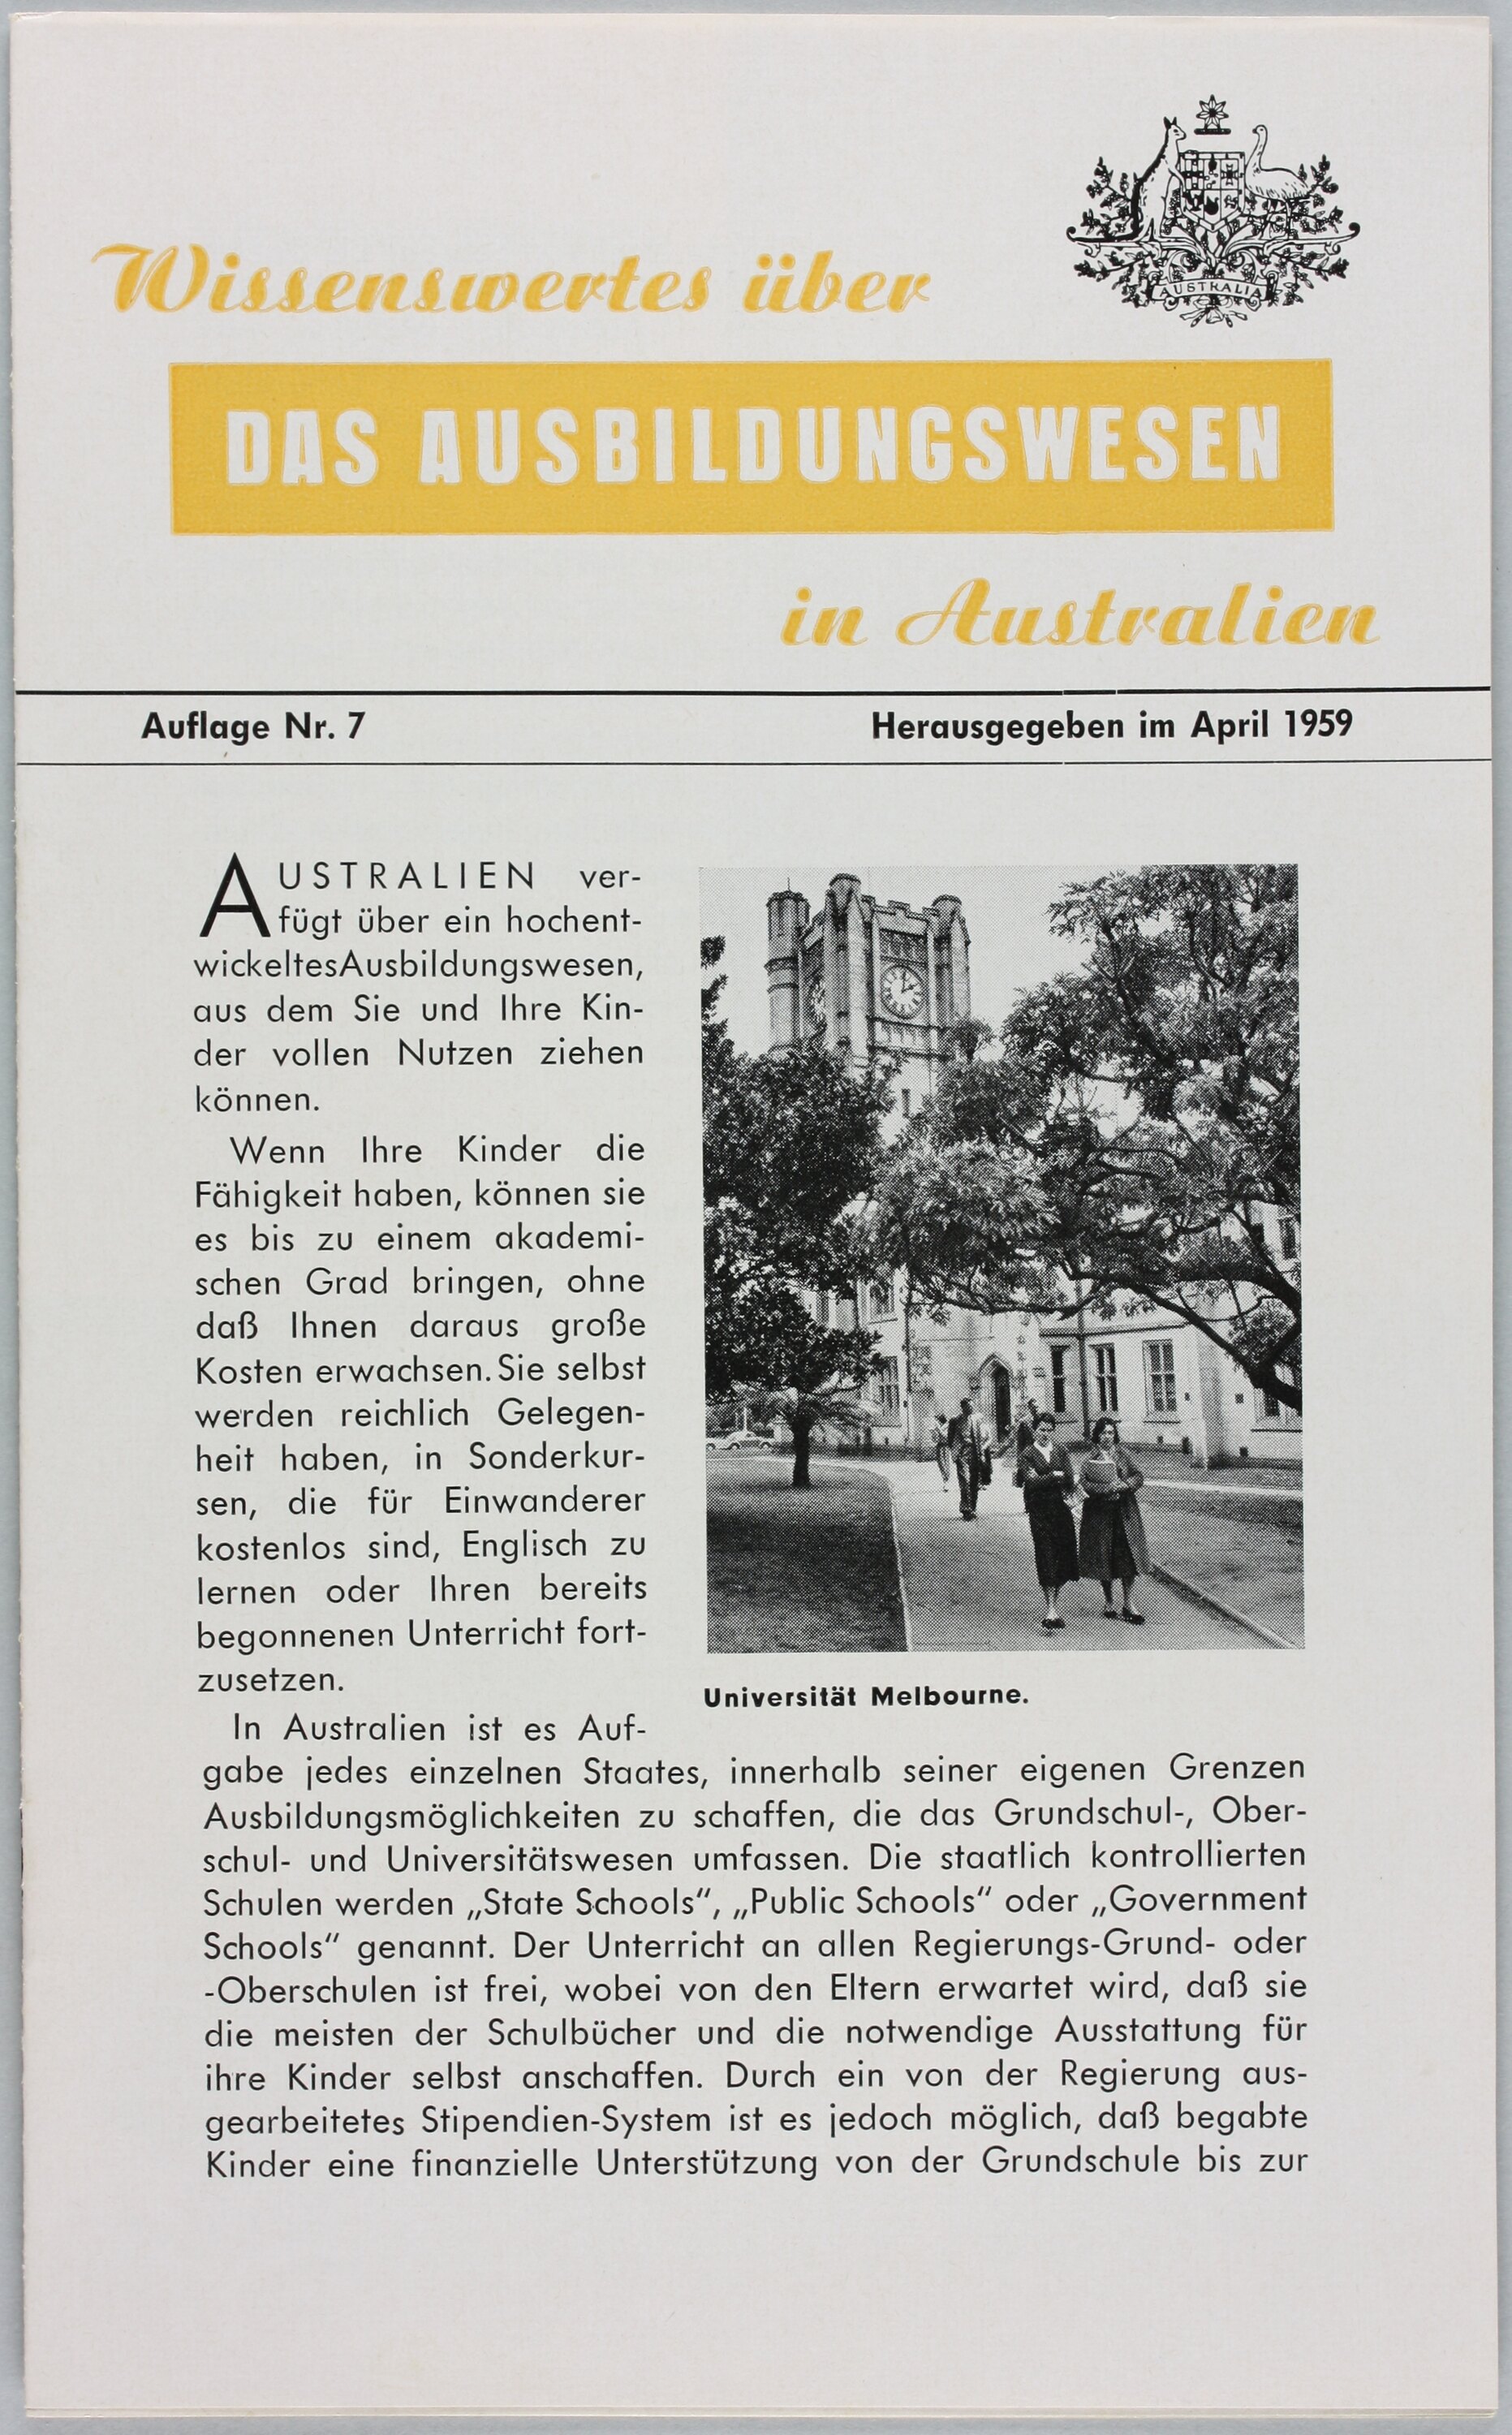 AUSTRALIA
Wissenswertes über
DAS AUSBILDUNGSWESEN
in Australien
Auflage Nr. 7 Herausgegeben im April 1959
AUSTRALIEN ver-
fügt über ein hochent-
wickeltesAusbildungswesen,
aus dem Sie und Ihre Kin-
der vollen Nutzen ziehen
können.
Wenn Ihre Kinder die
Fähigkeit haben, können sie
es bis zu einem akademi-
schen Grad bringen, ohne
daß Ihnen daraus große
Kosten erwachsen. Sie selbst
werden reichlich Gelegen-
heit haben, in Sonderkur-
sen, die für Einwanderer
kostenlos sind, Englisch zu
lernen oder Ihren bereits
begonnenen Unterricht fort-
zusetzen.
Universität Melbourne.
In Australien ist es Auf-
gabe jedes einzelnen Staates, innerhalb seiner eigenen Grenzen
Ausbildungsmöglichkeiten zu schaffen, die das Grundschul-, Ober-
schul- und Universitätswesen umfassen. Die staatlich kontrollierten
Schulen werden „State Schools“, „Public Schools“ oder „Government
Schools“ genannt. Der Unterricht an allen Regierungs-Grund- oder
-Oberschulen ist frei, wobei von den Eltern erwartet wird, daß sie
die meisten der Schulbücher und die notwendige Ausstattung für
ihre Kinder selbst anschaffen. Durch ein von der Regierung aus-
gearbeitetes Stipendien-System ist es jedoch möglich, daß begabte
Kinder eine finanzielle Unterstützung von der Grundschule bis zur